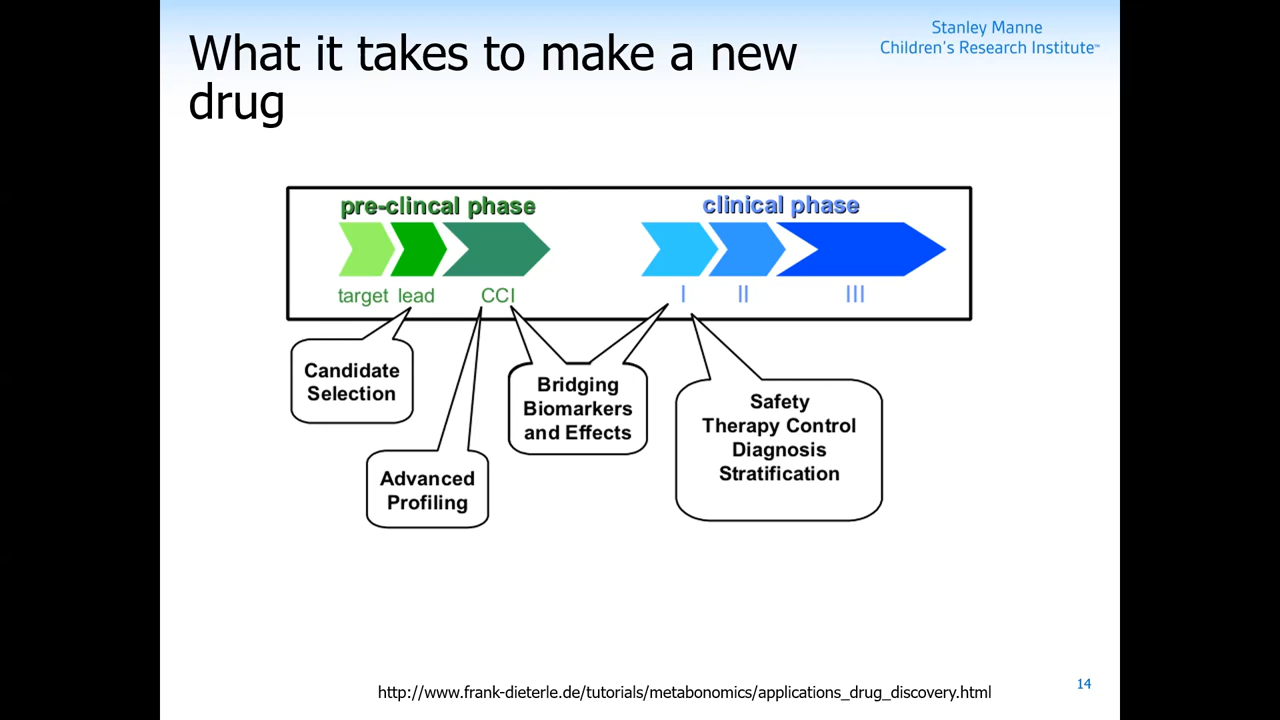 What it takes to make a new
drug
Stanley Manne
Children's Research Institute™
pre-clincal phase
clinical phase
target lead CCI
I II III
Candidate
Selection
Advanced
Profiling
Bridging
Biomarkers
and Effects
Safety
Therapy Control
Diagnosis
Stratification
http://www.frank-dieterle.de/tutorials/metabonomics/applications_drug_discovery.html
14